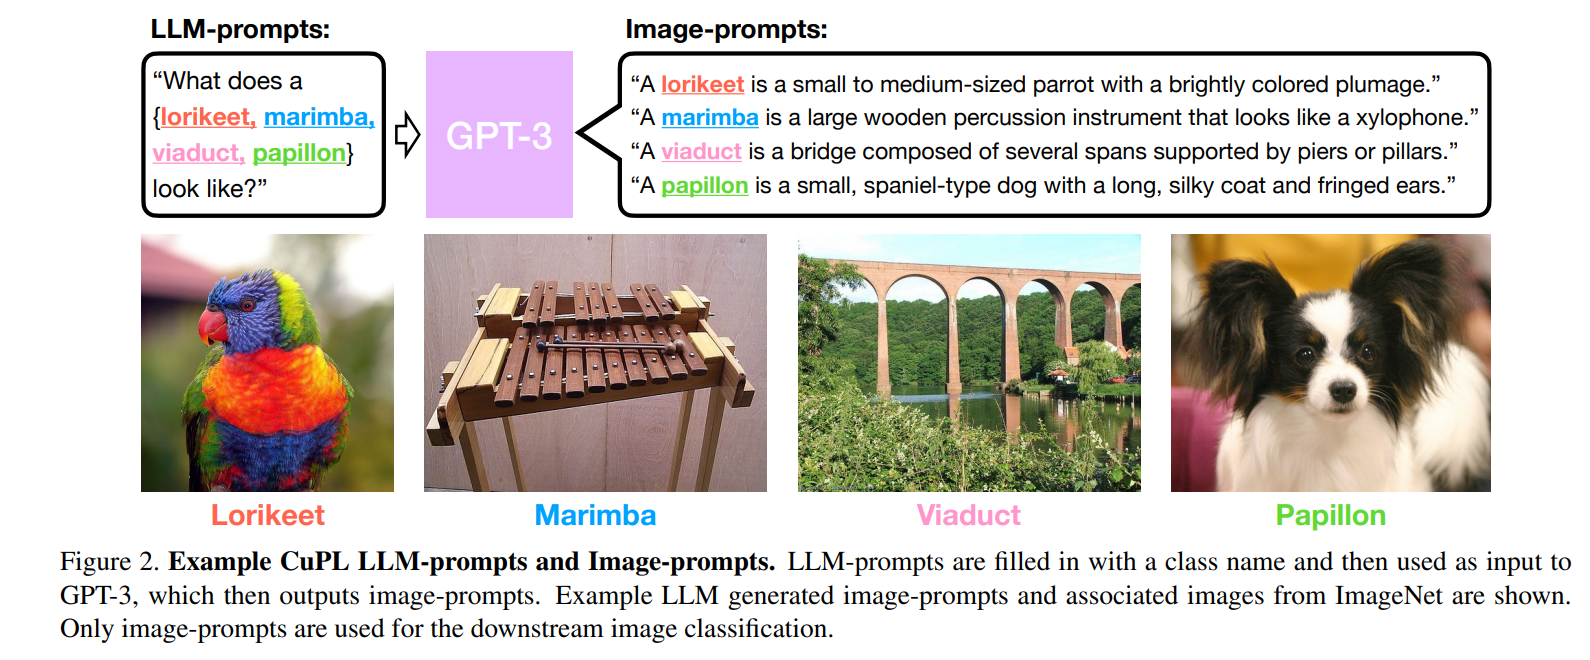 LLM-prompts:
“What does a
{lorikeet, marimba,
viaduct, papillon}
look like?”
GPT-3
Image-prompts:
“A lorikeet is a small to medium-sized parrot with a brightly colored plumage.”
“A marimba is a large wooden percussion instrument that looks like a xylophone.”
“A viaduct is a bridge composed of several spans supported by piers or pillars.”
“A papillon is a small, spaniel-type dog with a long, silky coat and fringed ears.”
Lorikeet
Marimba
Viaduct
Papillon
Figure 2. Example CuPL LLM-prompts and Image-prompts. LLM-prompts are filled in with a class name and then used as input to
GPT-3, which then outputs image-prompts. Example LLM generated image-prompts and associated images from ImageNet are shown.
Only image-prompts are used for the downstream image classification.